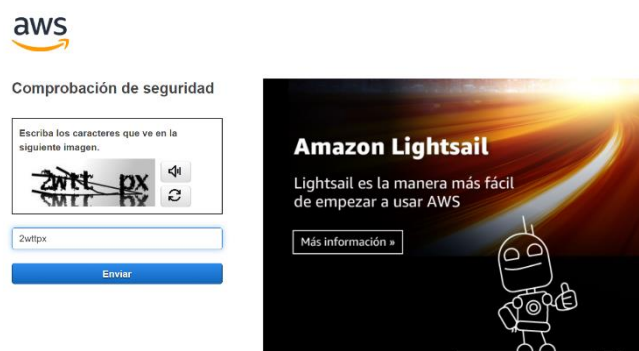 aws
Comprobación de seguridad
Escriba los caracteres que ve en la
siguiente imagen.
2wttpx
Enviar
Amazon Lightsail
Lightsail es la manera más fácil
de empezar a usar AWS
Más información »